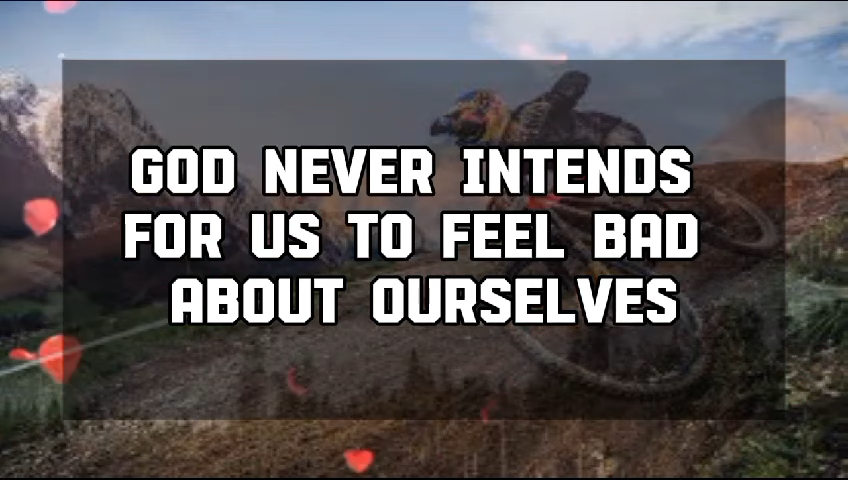 GOD NEVER INTENDS
FOR US TO FEEL BAD
ABOUT OURSELVES